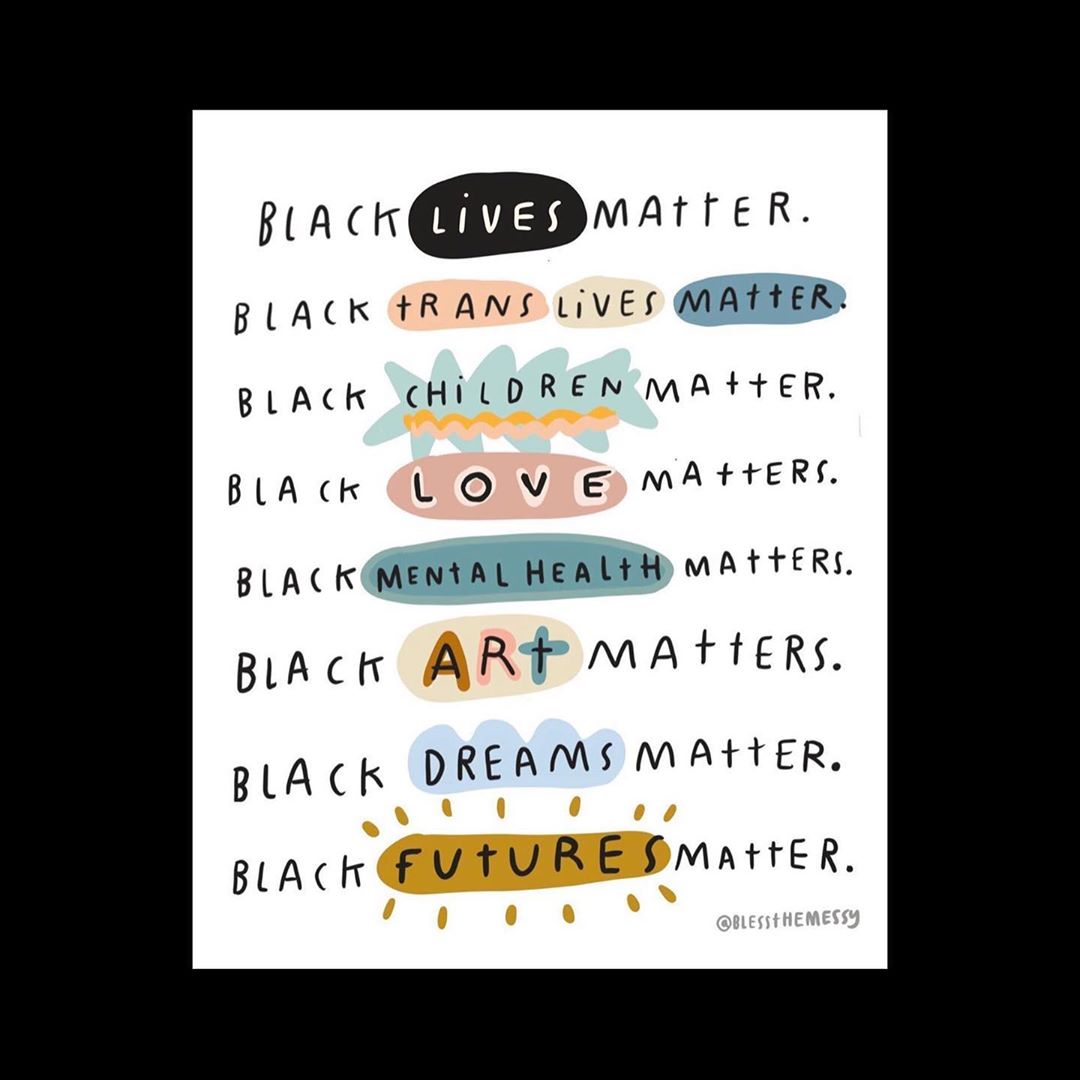 BLACK LiVES MATTER.
BLACK TRANS LiVES MATTER.
BLACK CHiLDREN MATTER.
BLACK LOVE MATTERS.
BLACK MENTAL HEALTH MATTERS.
BLACK ART MATTERS.
BLACK DREAMS MATTER.
BLACK FUTURES MATTER.
@BLESSTHEMESSY